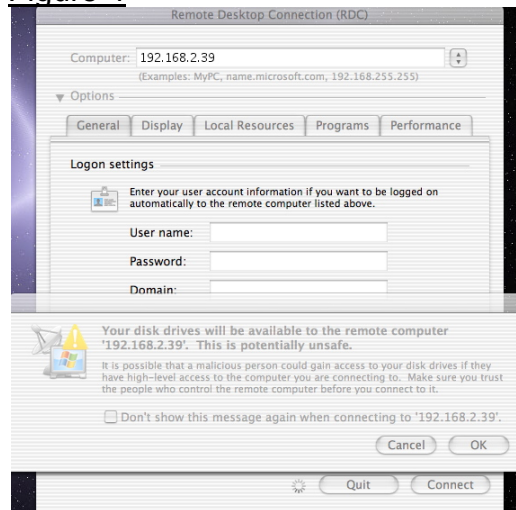 Remote Desktop Connection (RDC)
Computer: 192.168.2.39
(Examples: MyPC, name.microsoft.com, 192.168.255.255)
Options
General Display Local Resources Programs Performance
Logon settings
Enter your user account information if you want to be logged on
automatically to the remote computer listed above.
User name:
Password:
Domain:
Your disk drives will be available to the remote computer
'192.168.2.39'. This is potentially unsafe.
It is possible that a malicious person could gain access to your disk drives if they
have high-level access to the computer you are connecting to. Make sure you trust
the people who control the remote computer before you connect to it.
Don't show this message again when connecting to '192.168.2.39'.
Cancel OK
Quit Connect